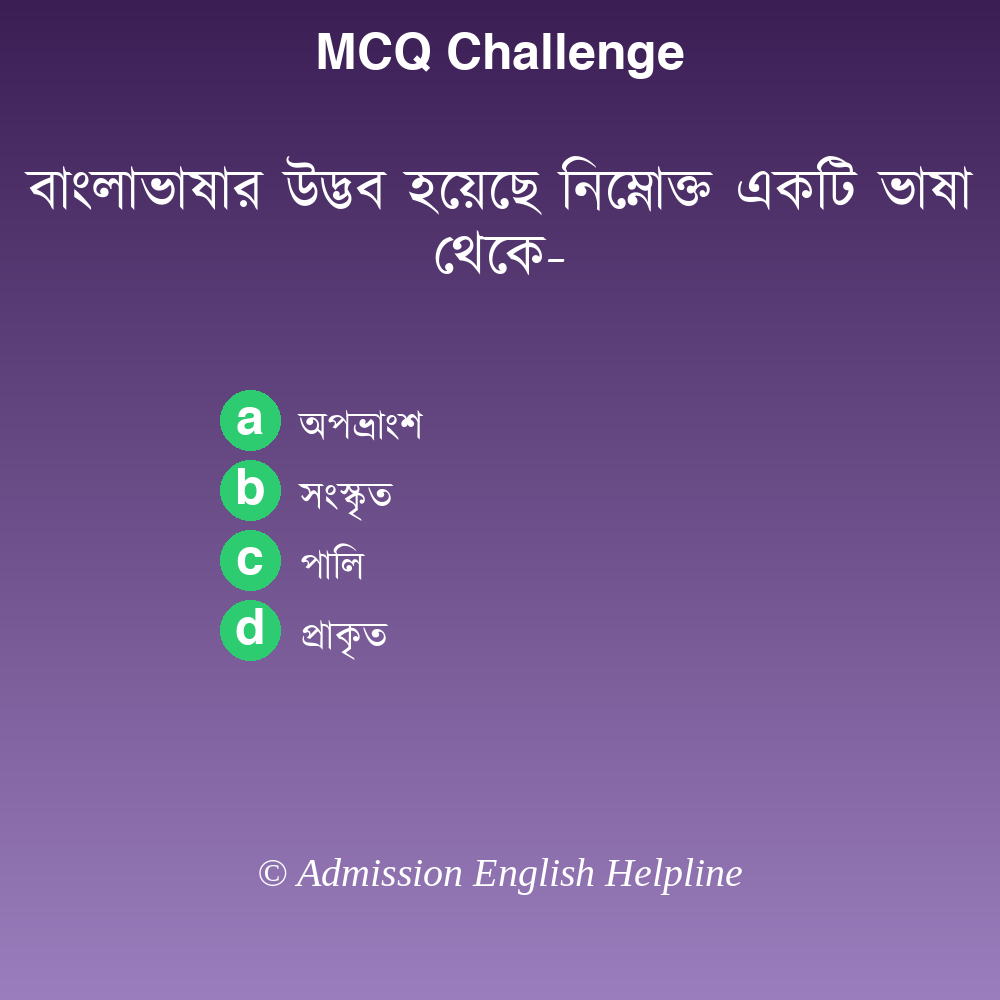 MCQ Challenge
বাংলাভাষার উদ্ভব হয়েছে নিম্নোক্ত একটি ভাষা
থেকে-
a অপভ্রাংশ
b সংস্কৃত
c পালি
d প্রাকৃত
© Admission English Helpline